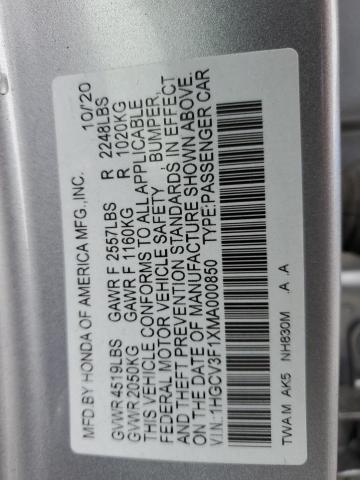 MFD BY HONDA OF AMERICA MFG.,INC. 10/20
GVWR 4519LBS GAWR F 2557LBS R 2248LBS
GVWR 2050KG GAWR F 1160KG R 1020KG
THIS VEHICLE CONFORMS TO ALL APPLICABLE
FEDERAL MOTOR VEHICLE SAFETY , BUMPER,
AND THEFT PREVENTION STANDARDS IN EFFECT
ON THE DATE OF MANUFACTURE SHOWN ABOVE.
V.I.N.:1HGCV3F1XMA000850 TYPE:PASSENGER CAR
TWA M AK5 NH830M .A .A